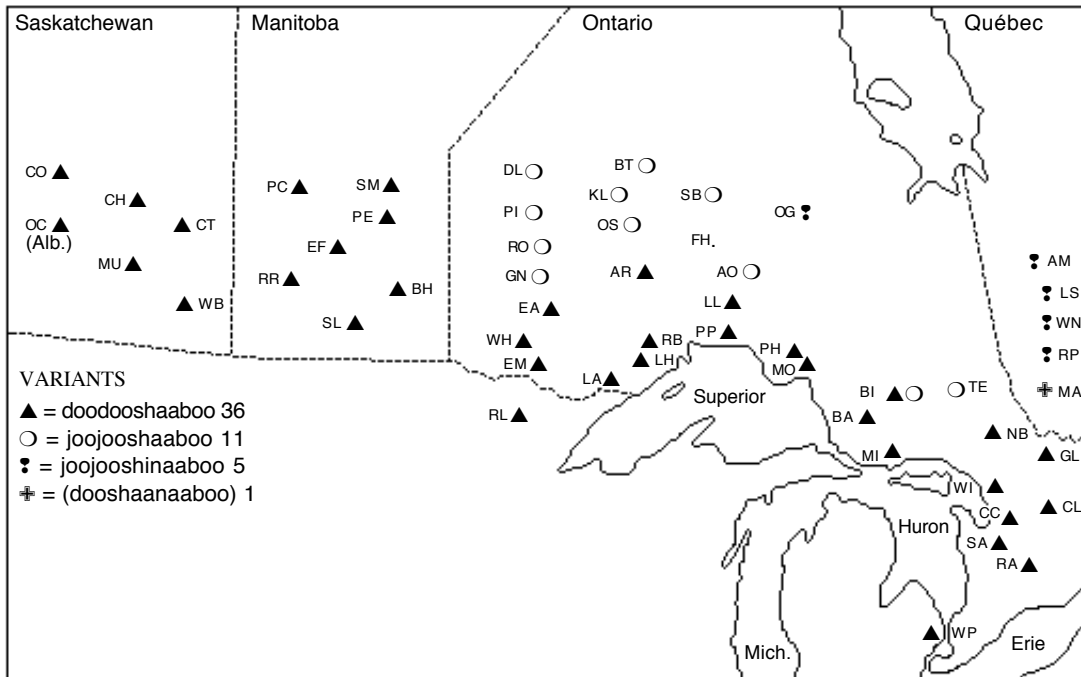 Saskatchewan Manitoba Ontario Québec
CO
CH
OC
(Alb.)
CT
MU
WB
PC
SM
PE
EF
RR
BH
SL
DL
BT
KL
SB
PI
OS
OG
RO
FH.
GN
AR
AO
EA
LL
WH
RB
PP
EM
LH
PH
LA
MO
RL
AM
LS
WN
RP
MA
BI
TE
BA
NB
MI
GL
WI
CC
CL
SA
RA
WP
Superior
Huron
Mich.
Erie
VARIANTS
▲ = doodooshaaboo 36
❍ = joojooshaaboo 11
❣ = joojooshinaaboo 5
✙ = (dooshaanaaboo) 1